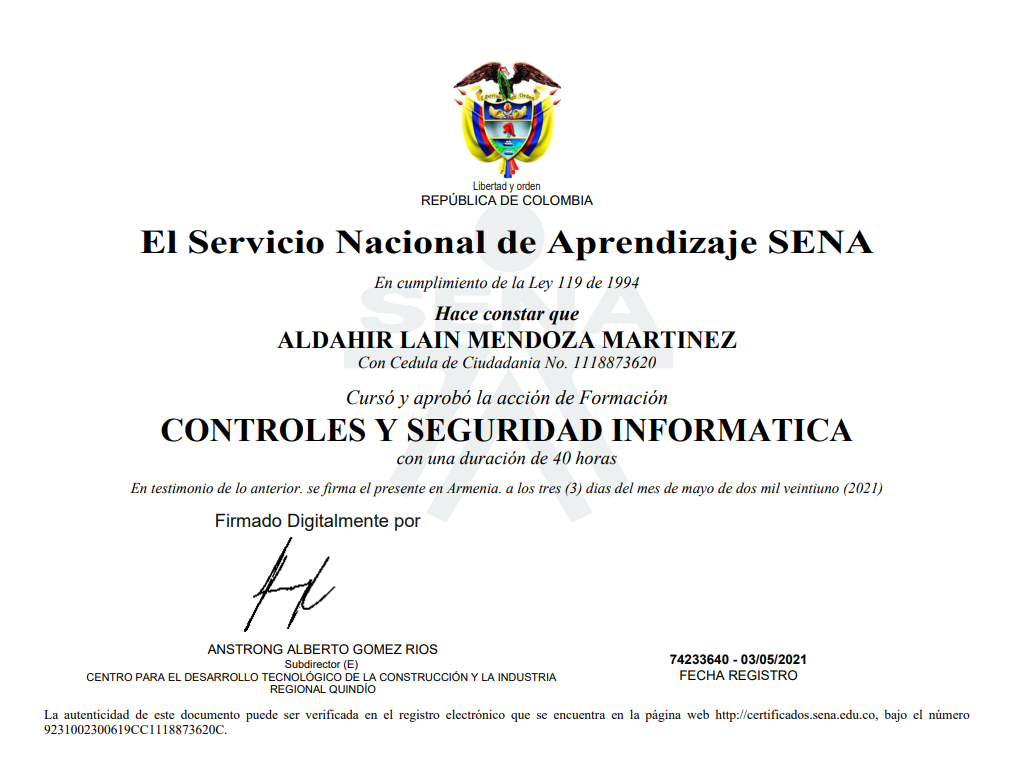 Libertad y orden
REPÚBLICA DE COLOMBIA
El Servicio Nacional de Aprendizaje SENA
En cumplimiento de la Ley 119 de 1994
SENA
Hace constar que
ALDAHIR LAIN MENDOZA MARTINEZ
Con Cedula de Ciudadania No. 1118873620
Cursó y aprobó la acción de Formación
CONTROLES Y SEGURIDAD INFORMATICA
con una duración de 40 horas
En testimonio de lo anterior. se firma el presente en Armenia. a los tres (3) dias del mes de mayo de dos mil veintiuno (2021)
Firmado Digitalmente por
ANSTRONG ALBERTO GOMEZ RIOS
Subdirector (E)
CENTRO PARA EL DESARROLLO TECNOLÓGICO DE LA CONSTRUCCIÓN Y LA INDUSTRIA
REGIONAL QUINDÍO
74233640 - 03/05/2021
FECHA REGISTRO
La autenticidad de este documento puede ser verificada en el registro electrónico que se encuentra en la página web http://certificados.sena.edu.co, bajo el número
9231002300619CC1118873620C.